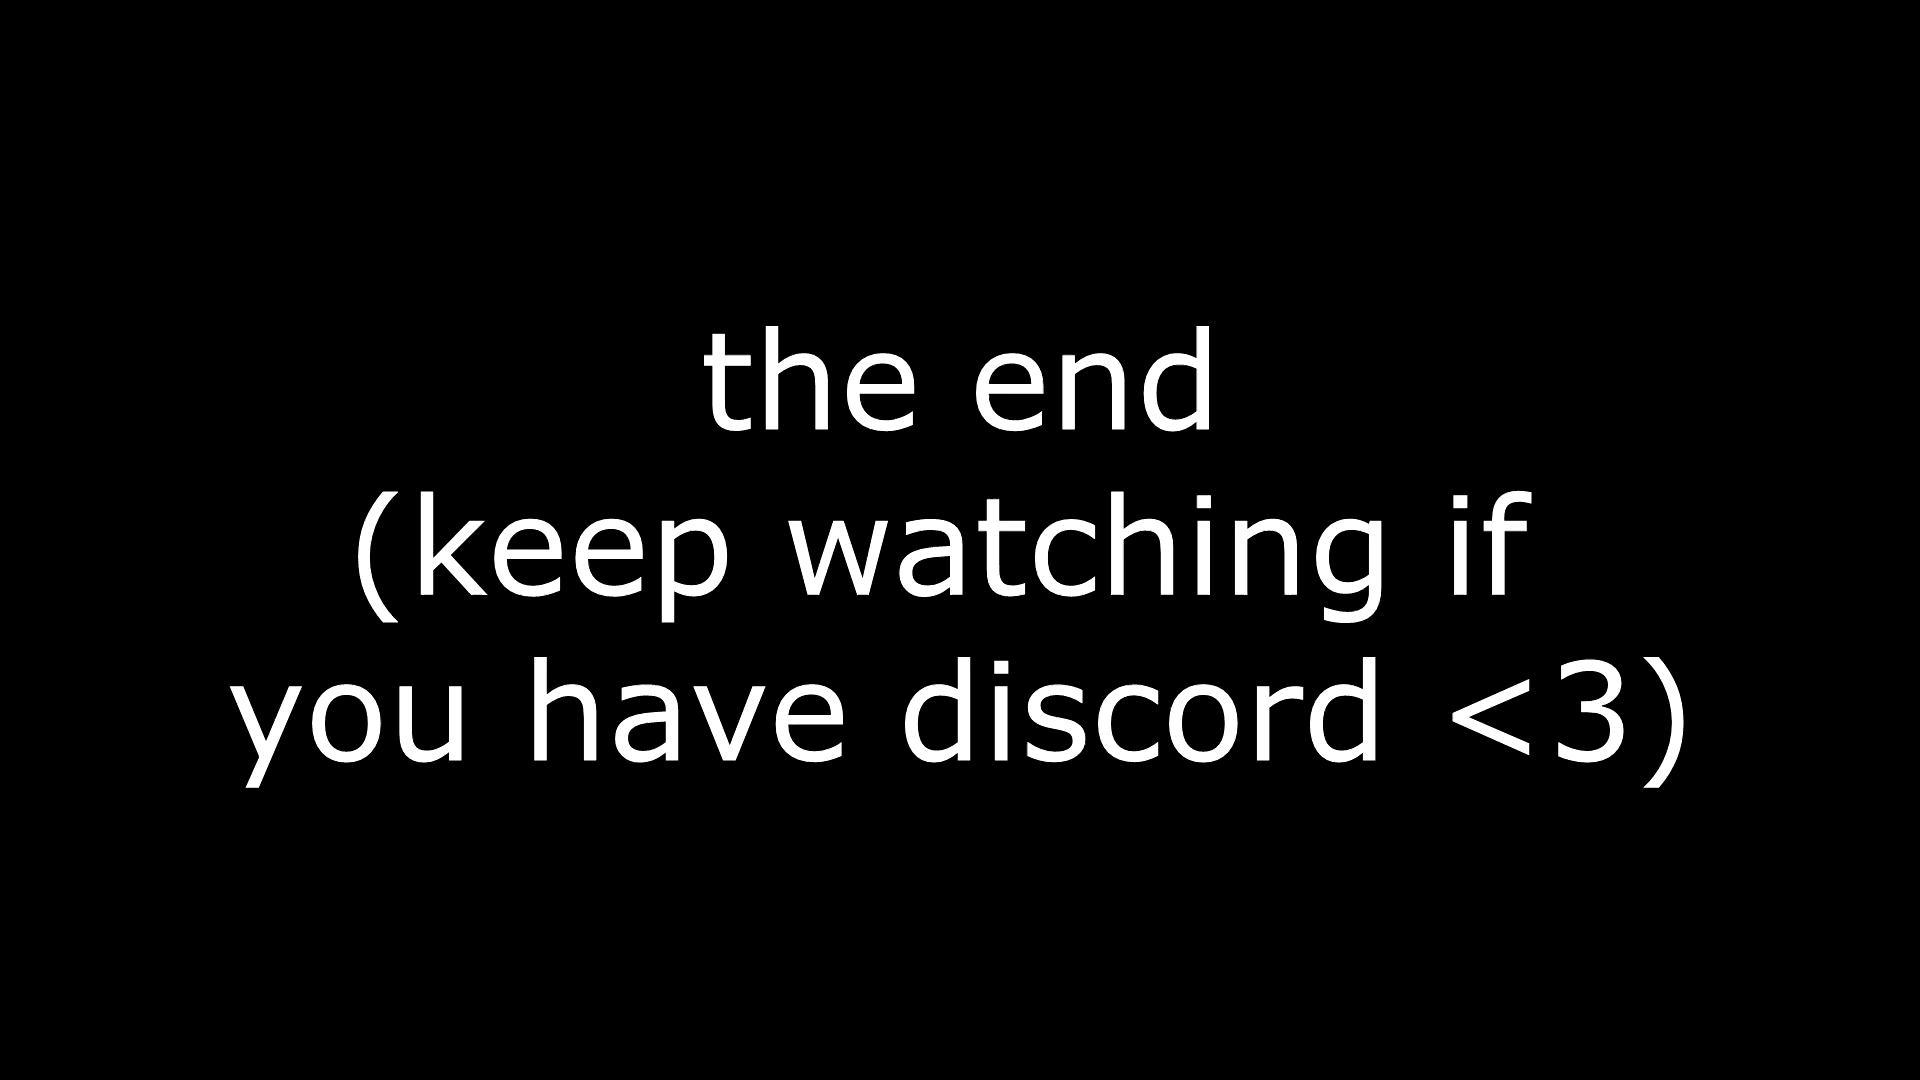 the end
(keep watching if
you have discord <3)